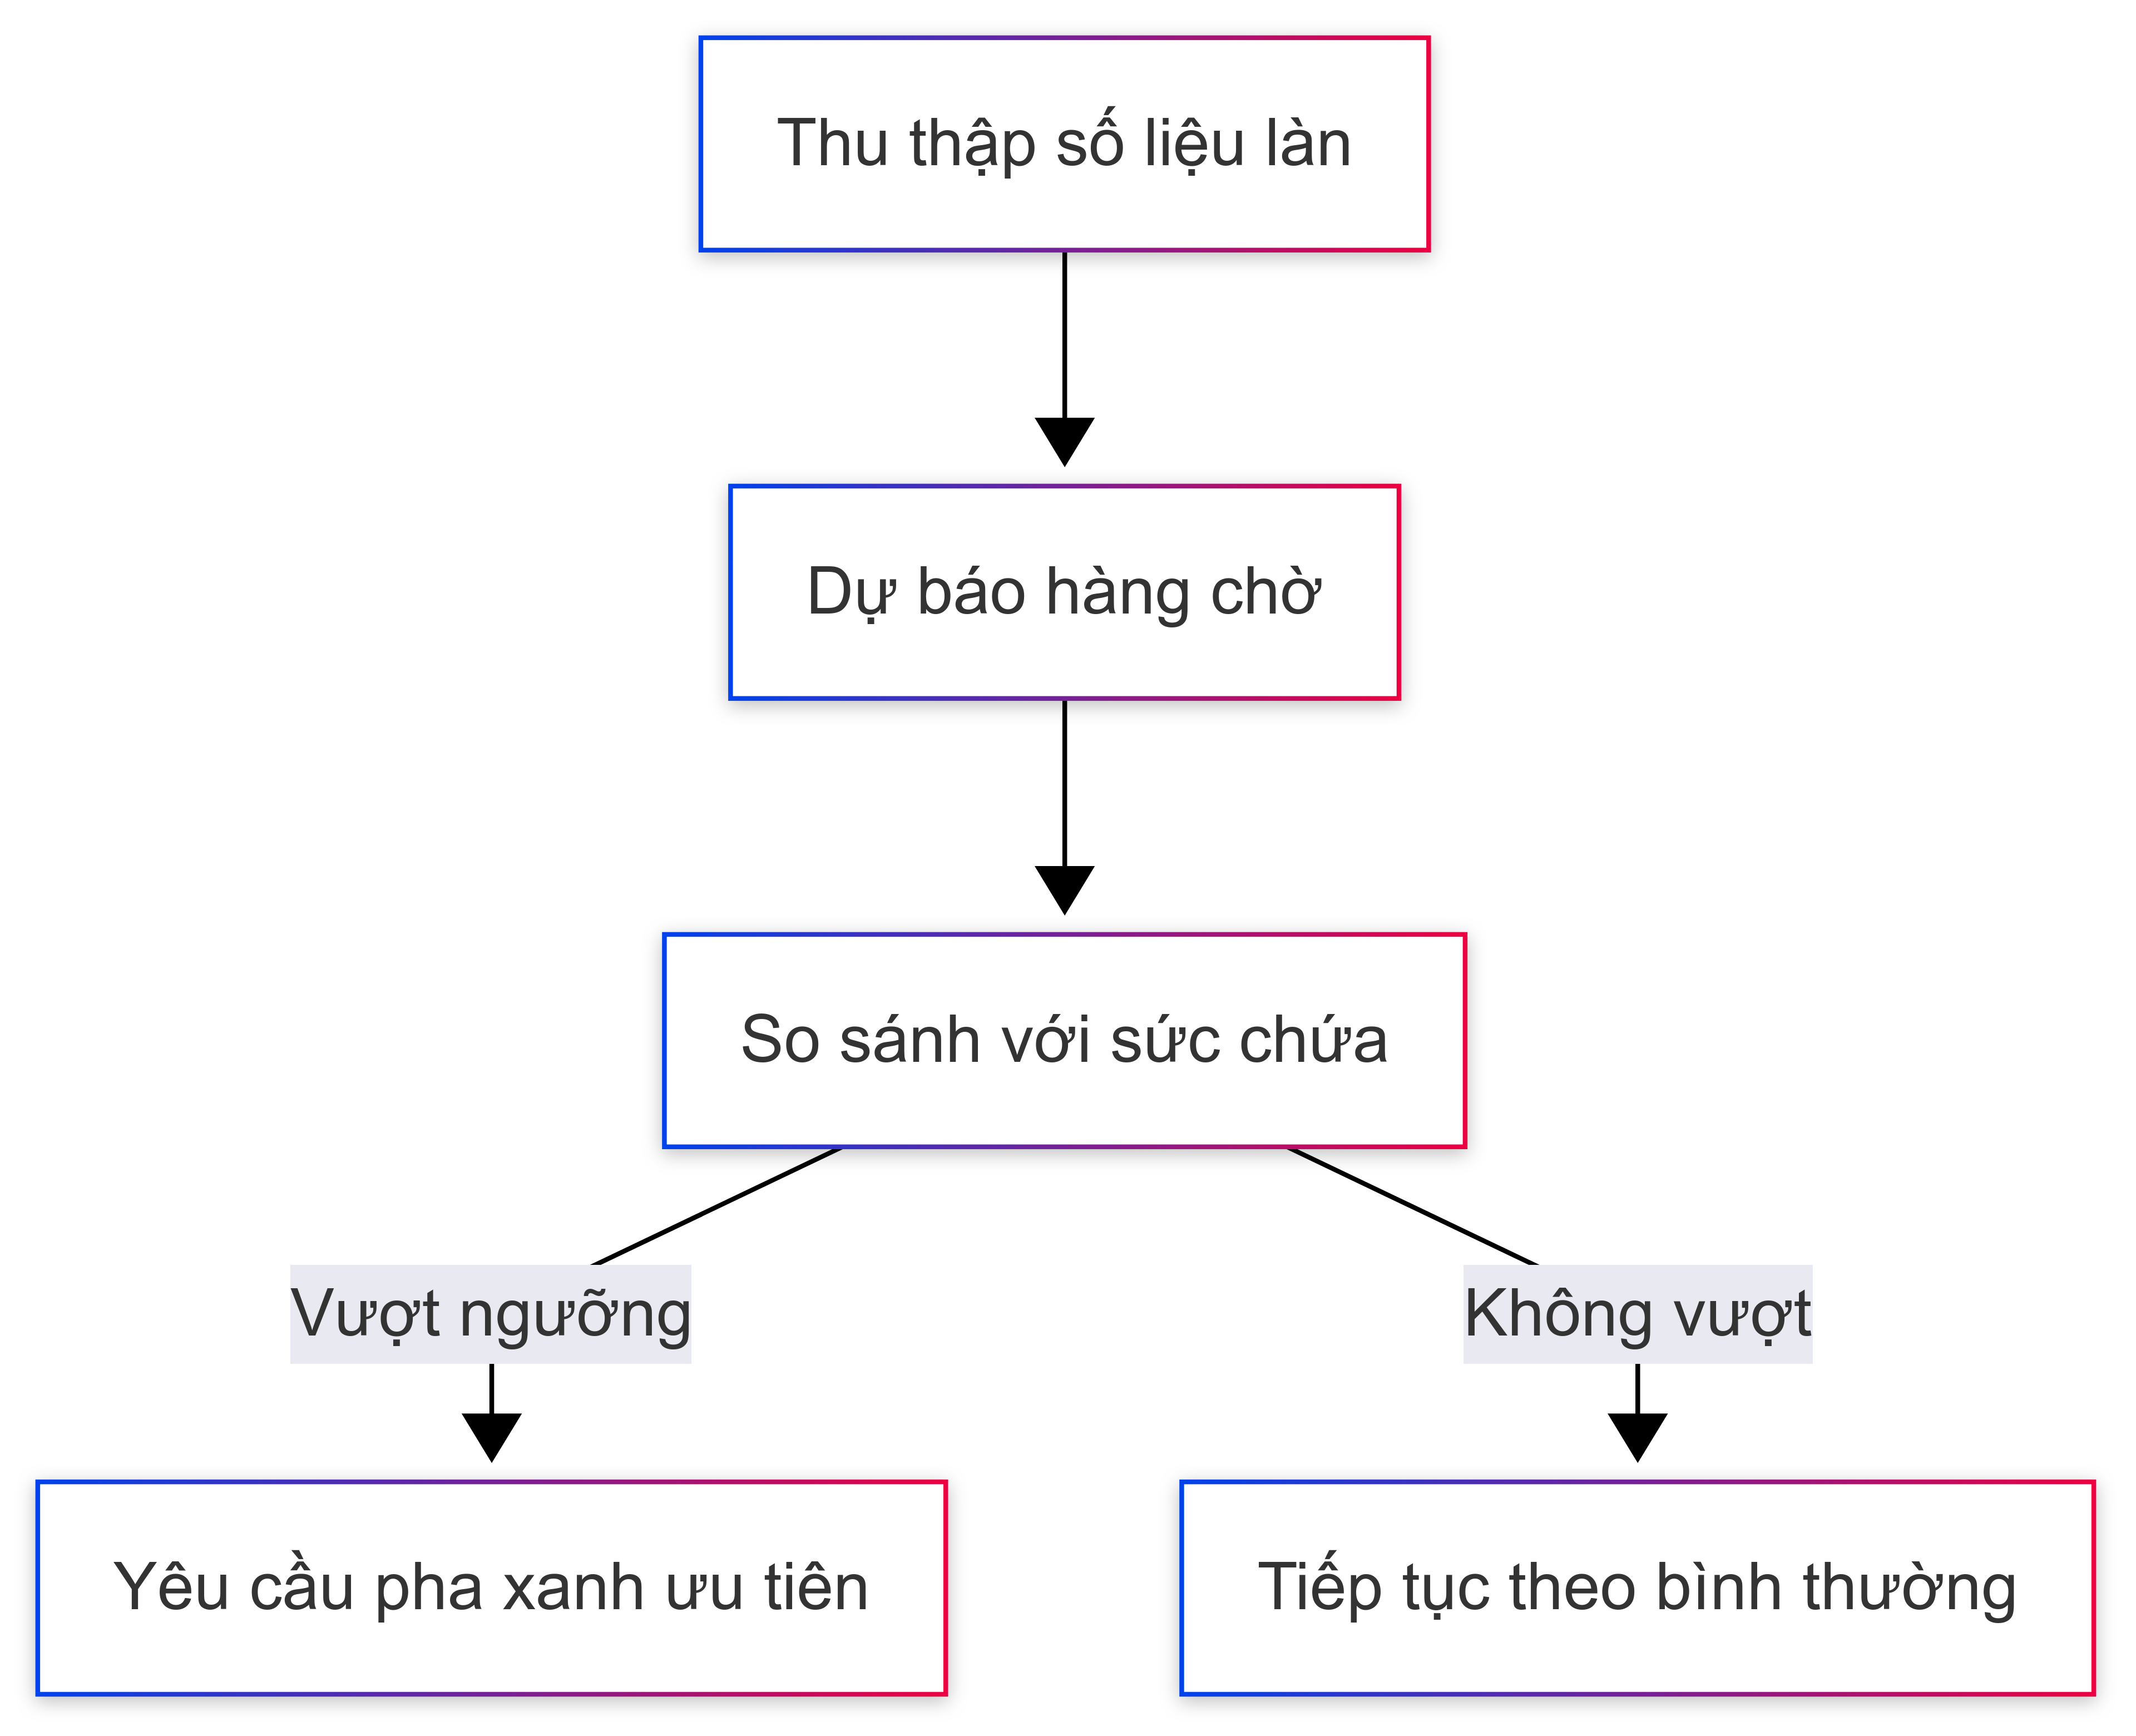 Thu thập số liệu làn
Dự báo hàng chờ
So sánh với sức chứa
Vượt ngưỡng
Không vượt
Yêu cầu pha xanh ưu tiên
Tiếp tục theo bình thường